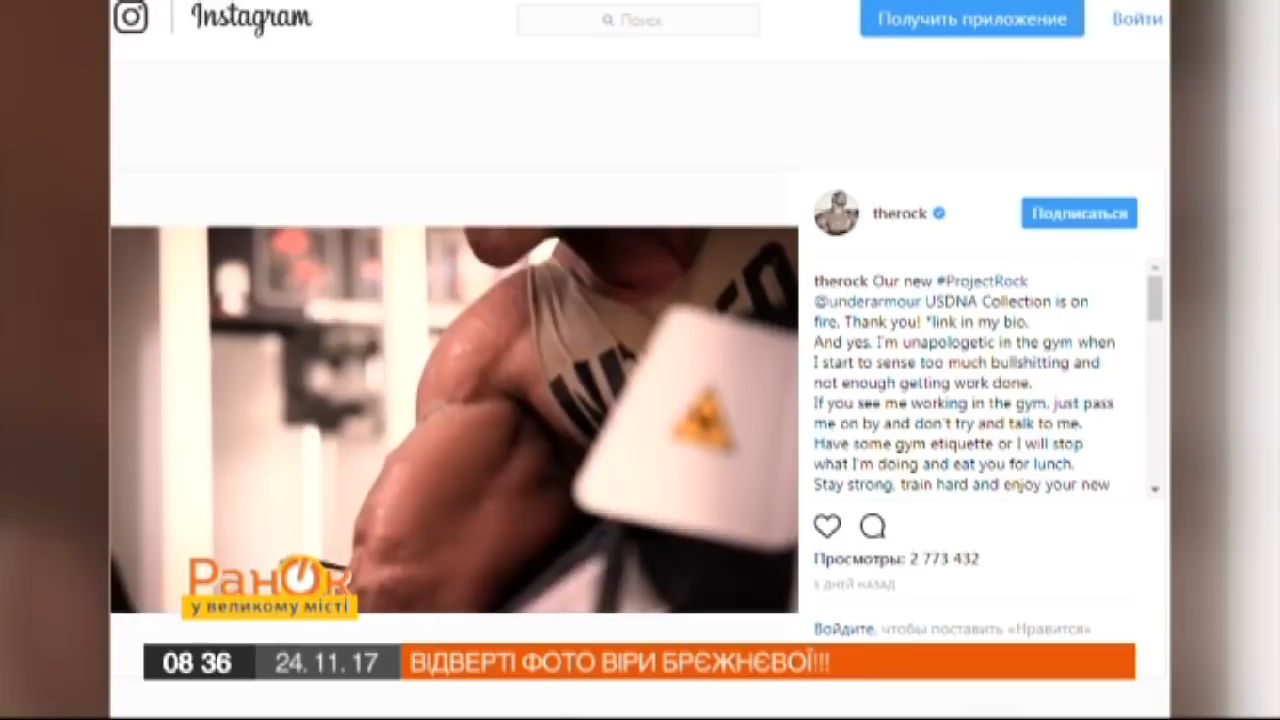 Instagram
Поиск
Получить приложение
Войти
therock
Подписаться
therock Our new #ProjectRock
@underarmour USDNA Collection is on
fire. Thank you! *link in my bio.
And yes, I'm unapologetic in the gym when
I start to sense too much bullshitting and
not enough getting work done.
If you see me working in the gym, just pass
me on by and don't try and talk to me.
Have some gym etiquette or I will stop
what I'm doing and eat you for lunch.
Stay strong, train hard and enjoy your new
Просмотры: 2 773 432
5 ДНЕЙ НАЗАД
Войдите, чтобы поставить «Нравится»
Ранок
у великому місті
08 36
24. 11. 17
ВІДВЕРТІ ФОТО ВІРИ БРЄЖНЄВОЇ!!!